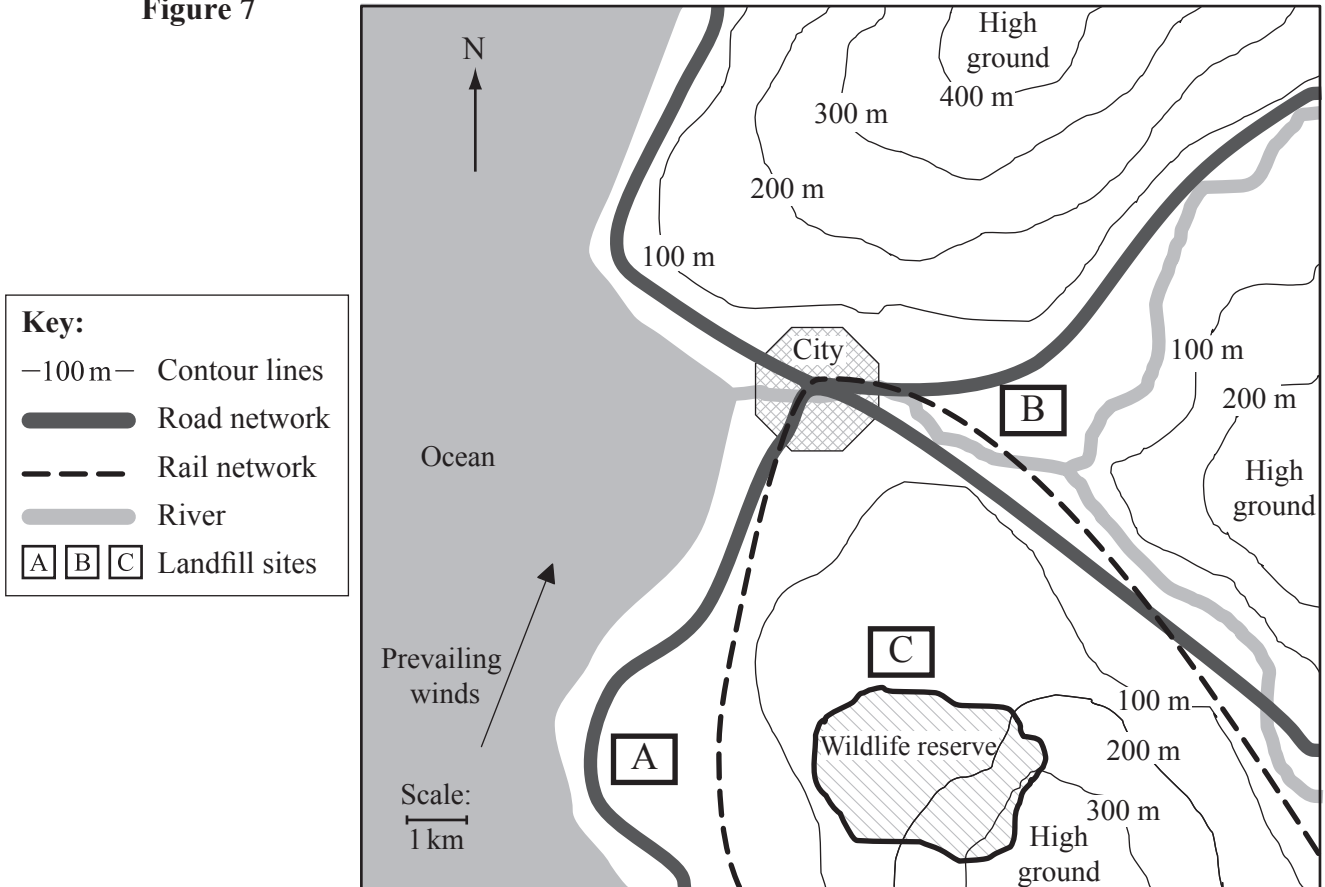 Figure 7
N
High
ground
400 m
300 m
200 m
100 m
Key:
–100 m– Contour lines
Road network
Rail network
River
A B C Landfill sites
City
100 m
200 m
B
High
ground
Ocean
Prevailing
winds
C
100 m
200 m
Wildlife reserve
A
300 m
High
ground
Scale:
1 km